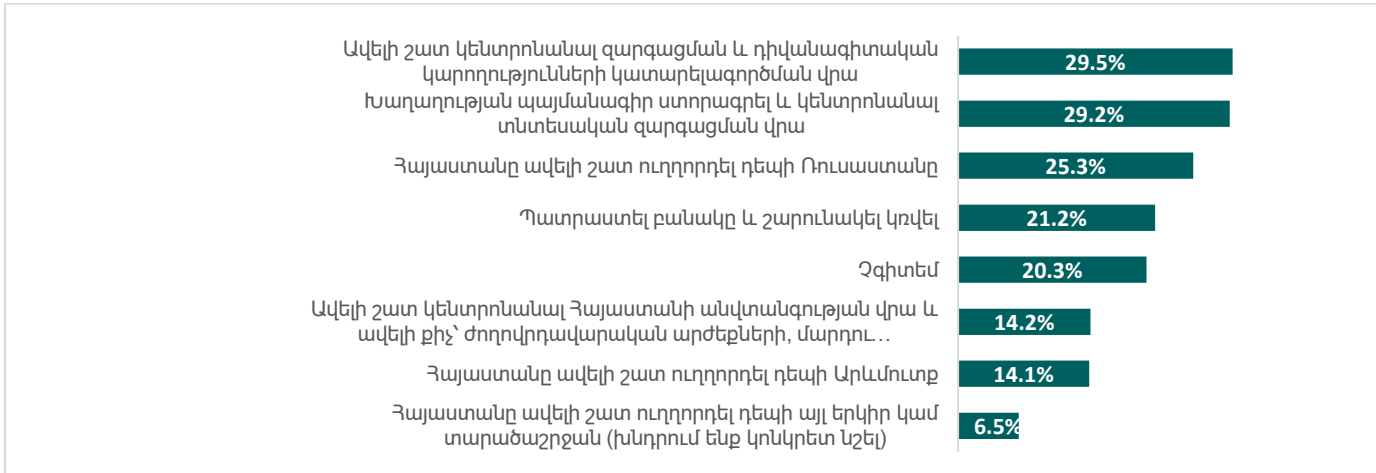 Ավելի շատ կենտրոնանալ զարգացման և դիվանագիտական
կարողությունների կատարելագործման վրա
29.5%
Խաղաղության պայմանագիր ստորագրել և կենտրոնանալ
տնտեսական զարգացման վրա
29.2%
Հայաստանը ավելի շատ ուղղորդել դեպի Ռուսաստանը
25.3%
Պատրաստել բանակը և շարունակել կռվել
21.2%
Չգիտեմ
20.3%
Ավելի շատ կենտրոնանալ Հայաստանի անվտանգության վրա և
ավելի քիչ՝ ժողովրդավարական արժեքների, մարդու…
14.2%
Հայաստանը ավելի շատ ուղղորդել դեպի Արևմուտք
14.1%
Հայաստանը ավելի շատ ուղղորդել դեպի այլ երկիր կամ
տարածաշրջան (խնդրում ենք կոնկրետ նշել)
6.5%